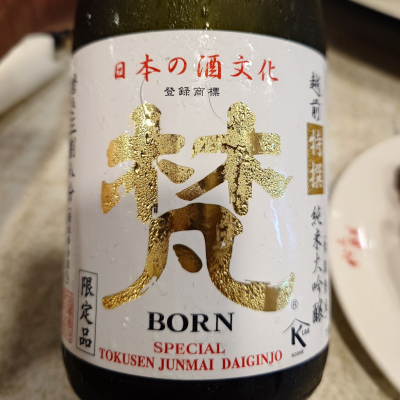 日本の酒文化
登録商標
梵
越前
特撰
純米大吟醸
限定品
®
BORN
SPECIAL
TOKUSEN JUNMAI DAIGINJO
K